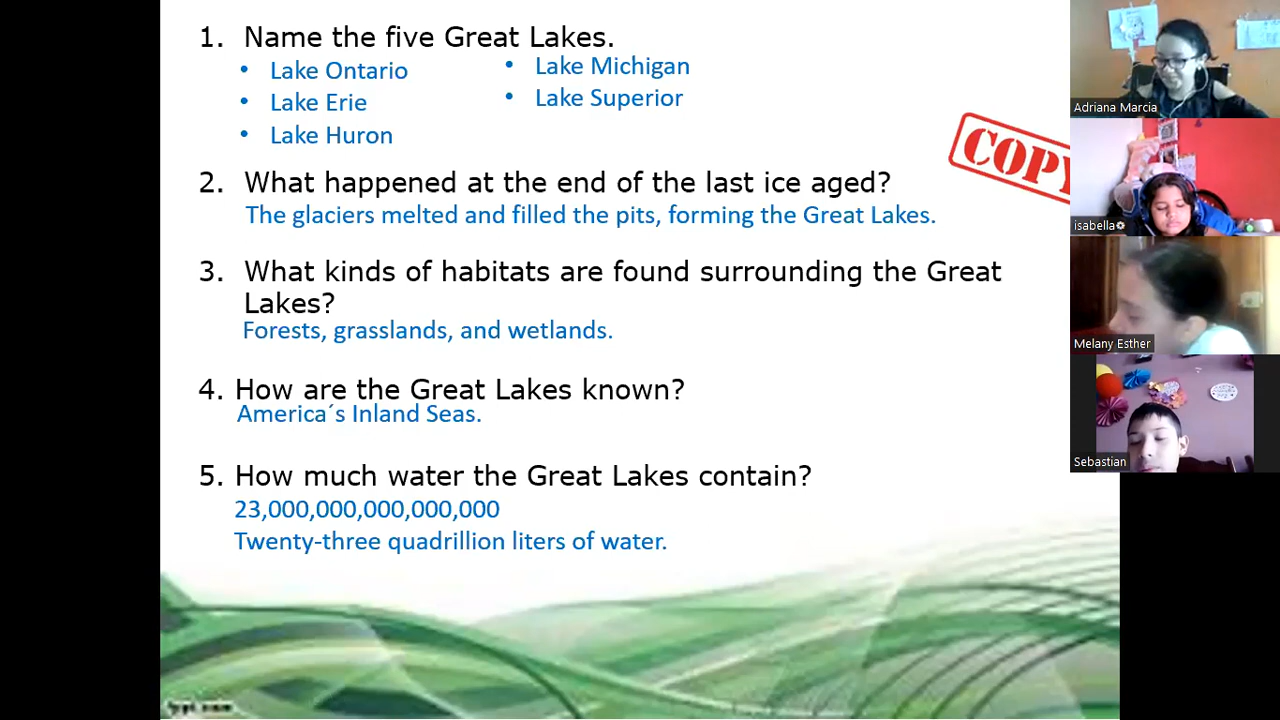 1. Name the five Great Lakes.
• Lake Ontario
• Lake Erie
• Lake Huron
• Lake Michigan
• Lake Superior
COPY
2. What happened at the end of the last ice aged?
The glaciers melted and filled the pits, forming the Great Lakes.
3. What kinds of habitats are found surrounding the Great
Lakes?
Forests, grasslands, and wetlands.
4. How are the Great Lakes known?
America´s Inland Seas.
5. How much water the Great Lakes contain?
23,000,000,000,000,000
Twenty-three quadrillion liters of water.
Adriana Marcia
isabella❁
Melany Esther
Sebastian